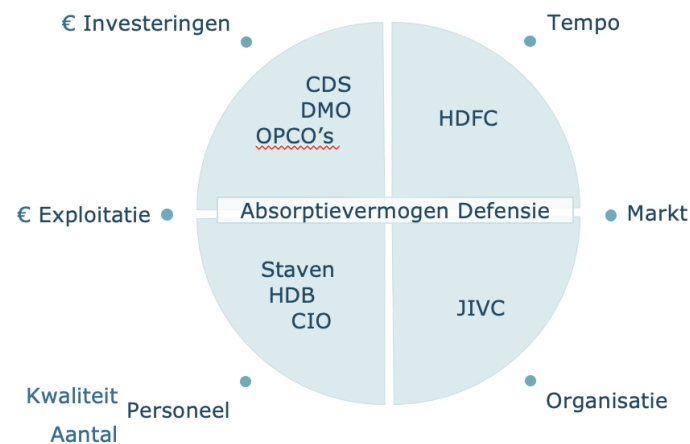 € Investeringen
Tempo
CDS
DMO
OPCO’s
HDFC
€ Exploitatie
Absorptievermogen Defensie
Markt
Staven
HDB
CIO
JIVC
Kwaliteit
Personeel
Aantal
Organisatie